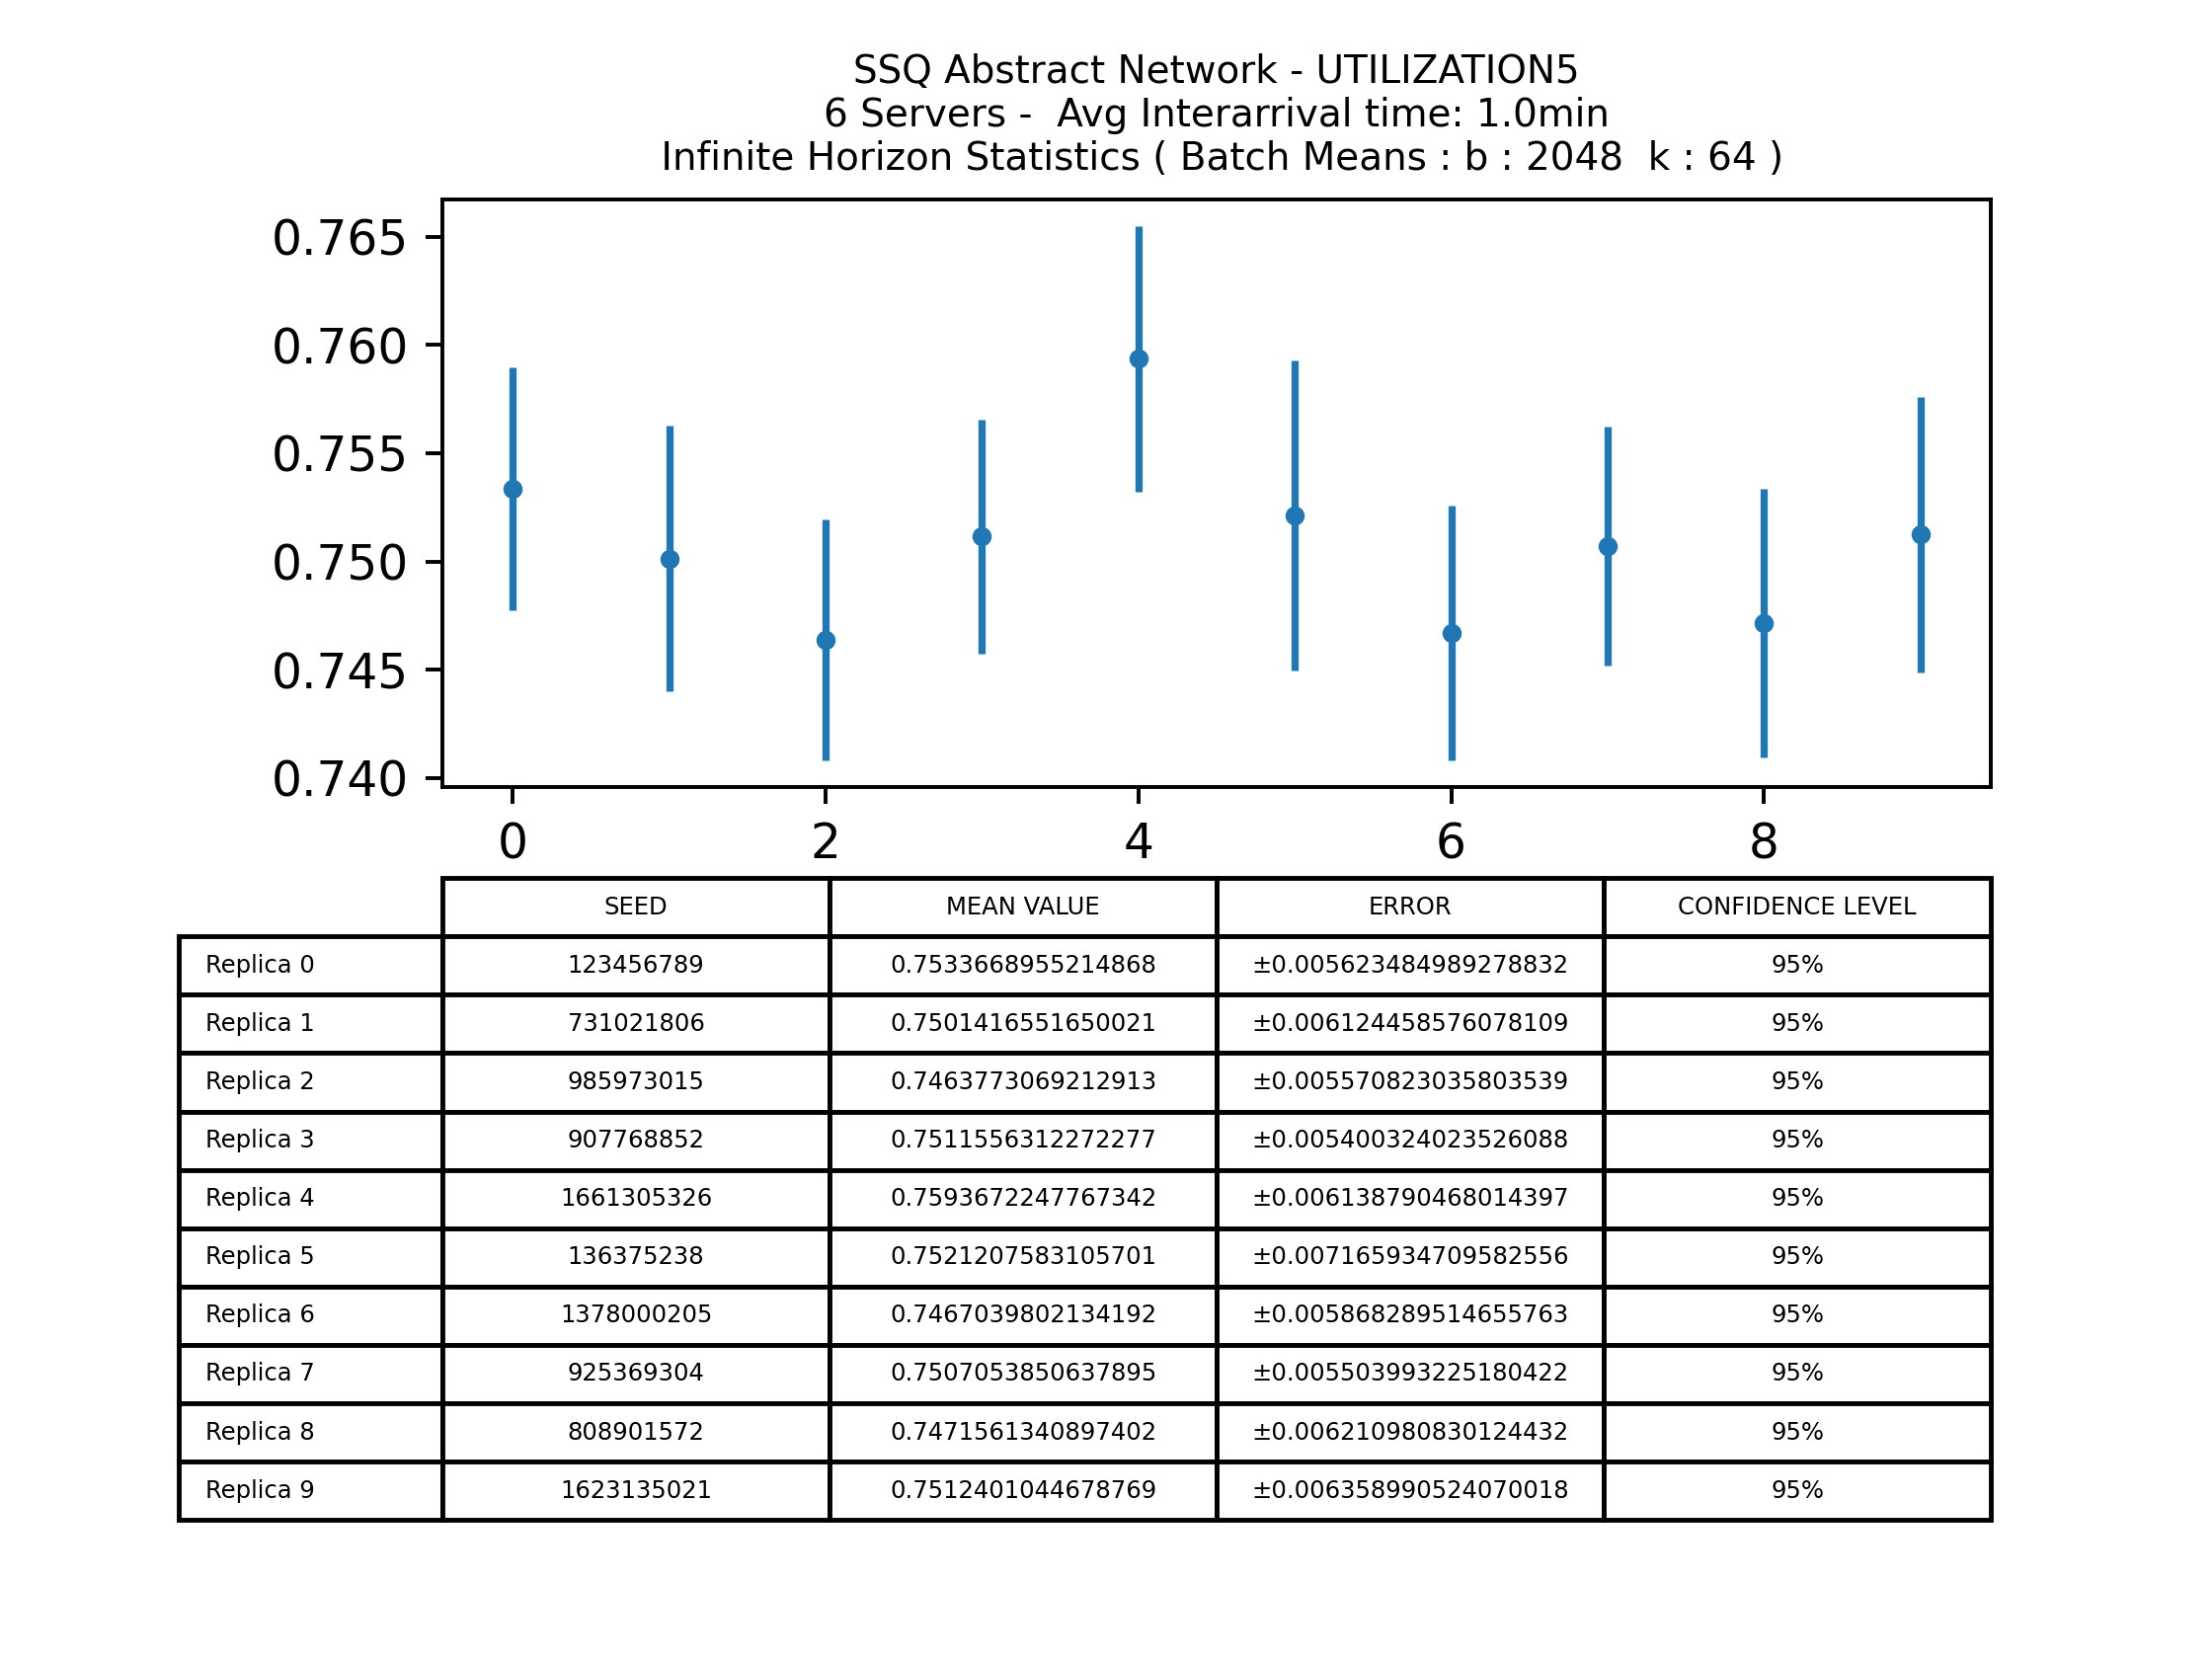 SSQ Abstract Network - UTILIZATION5
6 Servers -  Avg Interarrival time: 1.0min
Infinite Horizon Statistics ( Batch Means : b : 2048  k : 64 )
0.765
0.760
0.755
0.750
0.745
0.740
0 2 4 6 8
SEED MEAN VALUE ERROR CONFIDENCE LEVEL
Replica 0 123456789 0.7533668955214868 ±0.005623484989278832 95%
Replica 1 731021806 0.7501416551650021 ±0.006124458576078109 95%
Replica 2 985973015 0.7463773069212913 ±0.005570823035803539 95%
Replica 3 907768852 0.7511556312272277 ±0.005400324023526088 95%
Replica 4 1661305326 0.7593672247767342 ±0.006138790468014397 95%
Replica 5 136375238 0.7521207583105701 ±0.007165934709582556 95%
Replica 6 1378000205 0.7467039802134192 ±0.005868289514655763 95%
Replica 7 925369304 0.7507053850637895 ±0.005503993225180422 95%
Replica 8 808901572 0.7471561340897402 ±0.006210980830124432 95%
Replica 9 1623135021 0.7512401044678769 ±0.006358990524070018 95%